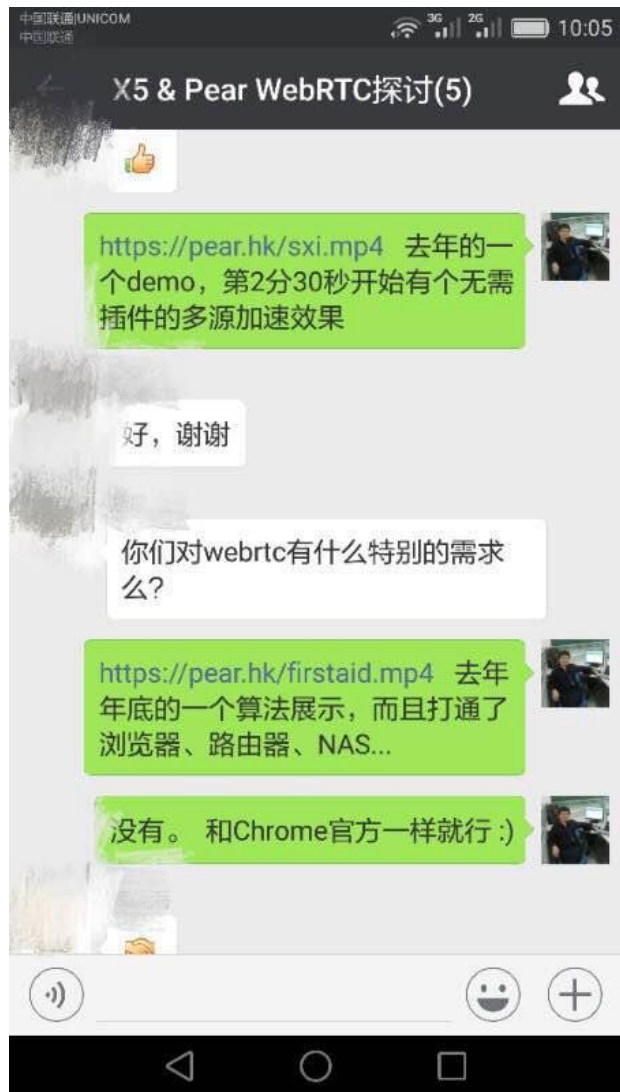 中国联通|UNICOM
中国联通
3G
2G
10:05
X5 & Pear WebRTC探讨(5)
https://pear.hk/sxi.mp4 去年的一
个demo，第2分30秒开始有个无需
插件的多源加速效果
好，谢谢
你们对webrtc有什么特别的需求
么？
https://pear.hk/firstaid.mp4 去年
年底的一个算法展示，而且打通了
浏览器、路由器、NAS...
没有。 和Chrome官方一样就行 :)